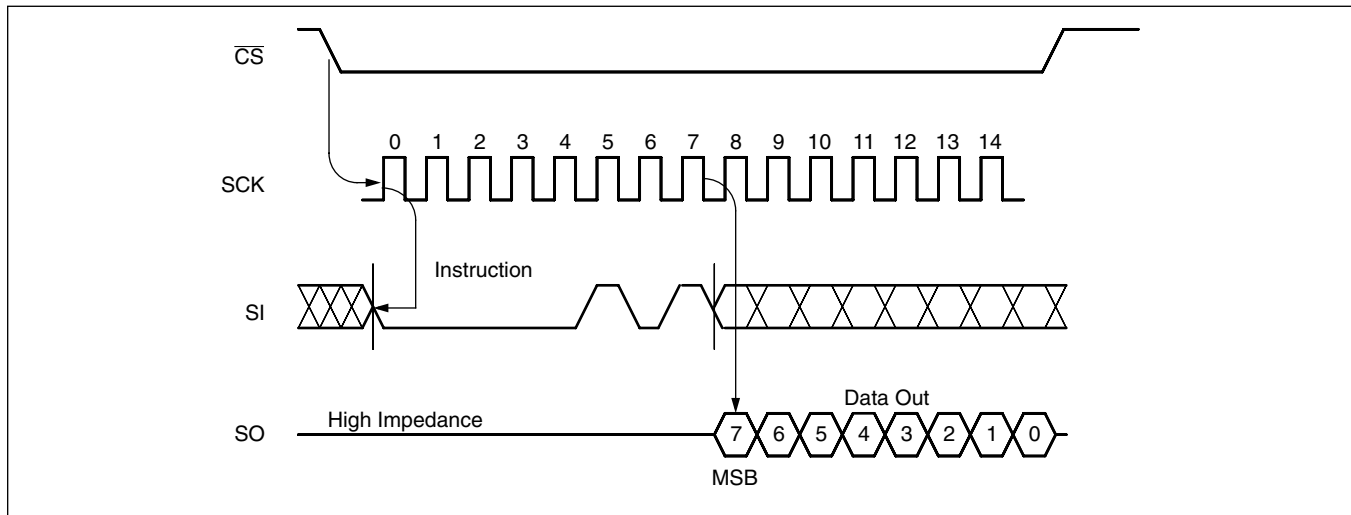 C̅S̅
0 1 2 3 4 5 6 7 8 9 10 11 12 13 14
SCK
Instruction
SI
Data Out
High Impedance
SO
7 6 5 4 3 2 1 0
MSB